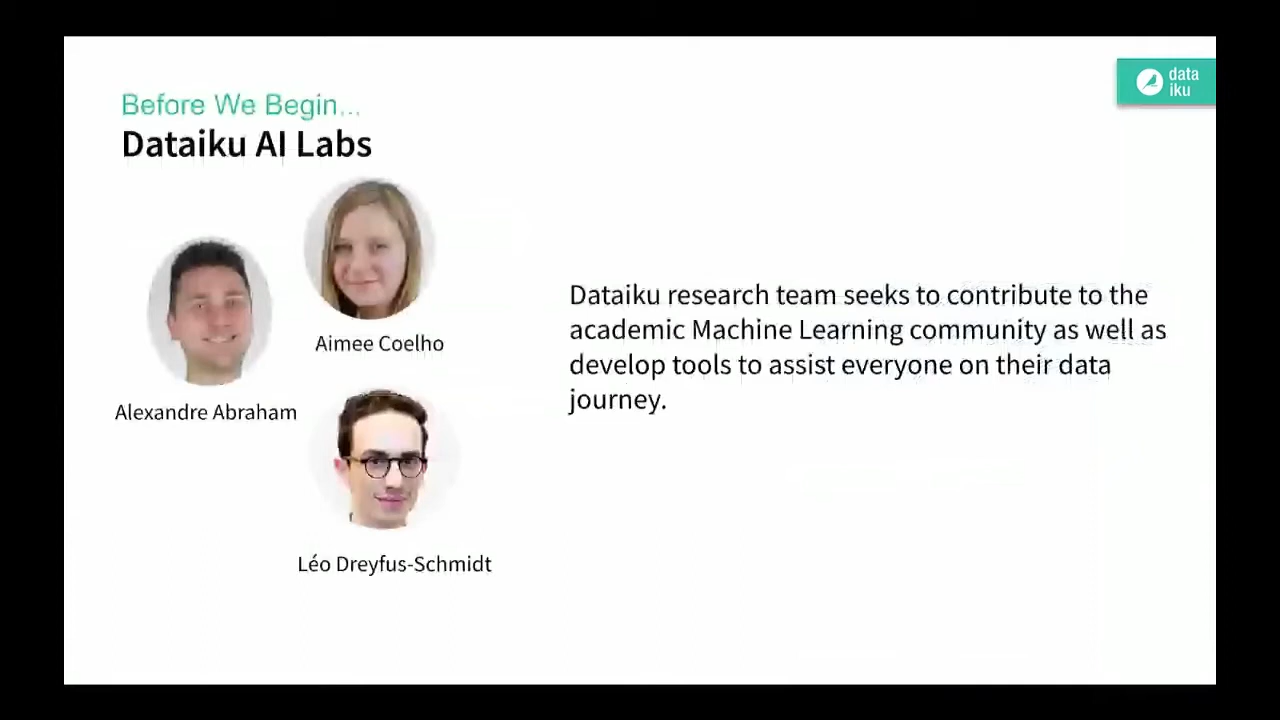 data
iku
Before We Begin...
Dataiku AI Labs
Aimee Coelho
Alexandre Abraham
Léo Dreyfus-Schmidt
Dataiku research team seeks to contribute to the
academic Machine Learning community as well as
develop tools to assist everyone on their data
journey.